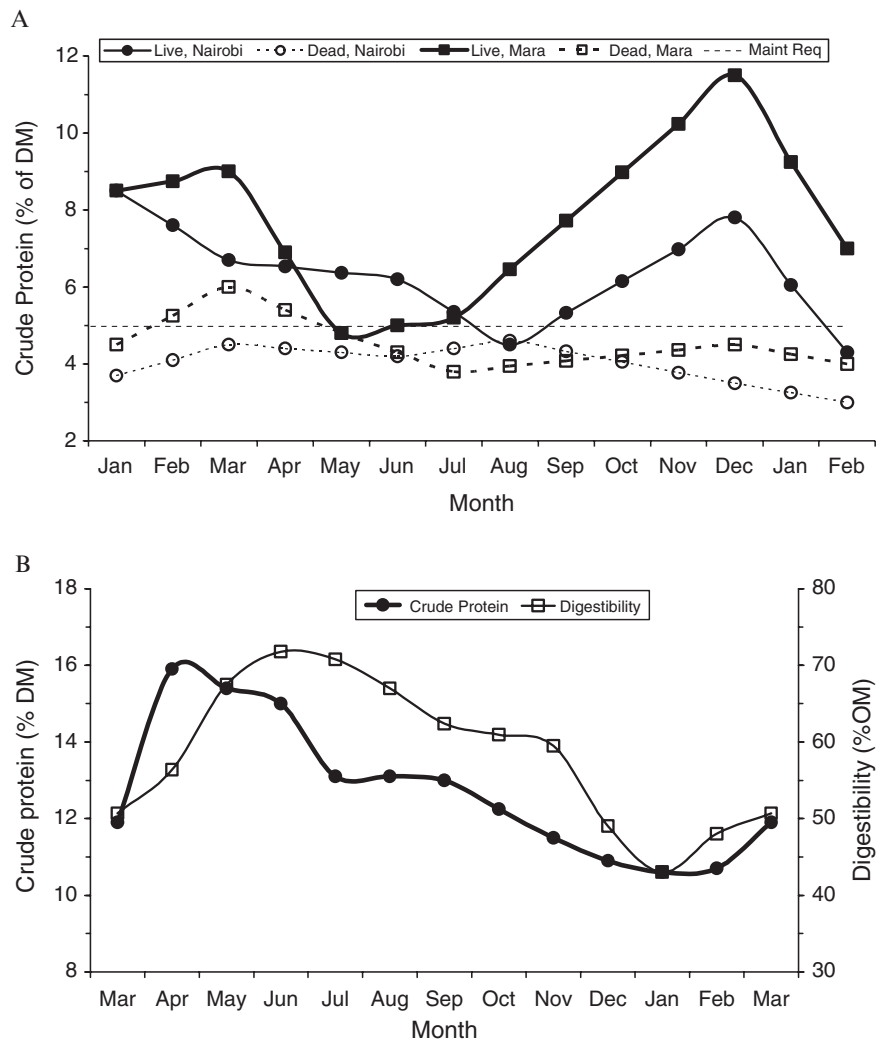 A
Live, Nairobi Dead, Nairobi Live, Mara Dead, Mara Maint Req
12
10
8
6
4
2
Crude Protein (% of DM)
Jan Feb Mar Apr May Jun Jul Aug Sep Oct Nov Dec Jan Feb
Month
B
Crude Protein Digestibility
18
16
14
12
10
8
Crude protein (% DM)
80
70
60
50
40
30
Digestibility (%OM)
Mar Apr May Jun Jul Aug Sep Oct Nov Dec Jan Feb Mar
Month